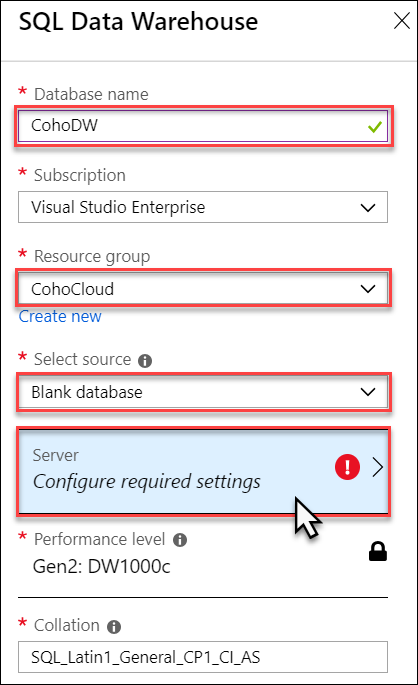 SQL Data Warehouse
* Database name
CohoDW
* Subscription
Visual Studio Enterprise
* Resource group
CohoCloud
Create new
* Select source
Blank database
Server
Configure required settings
* Performance level
Gen2: DW1000c
* Collation
SQL_Latin1_General_CP1_CI_AS